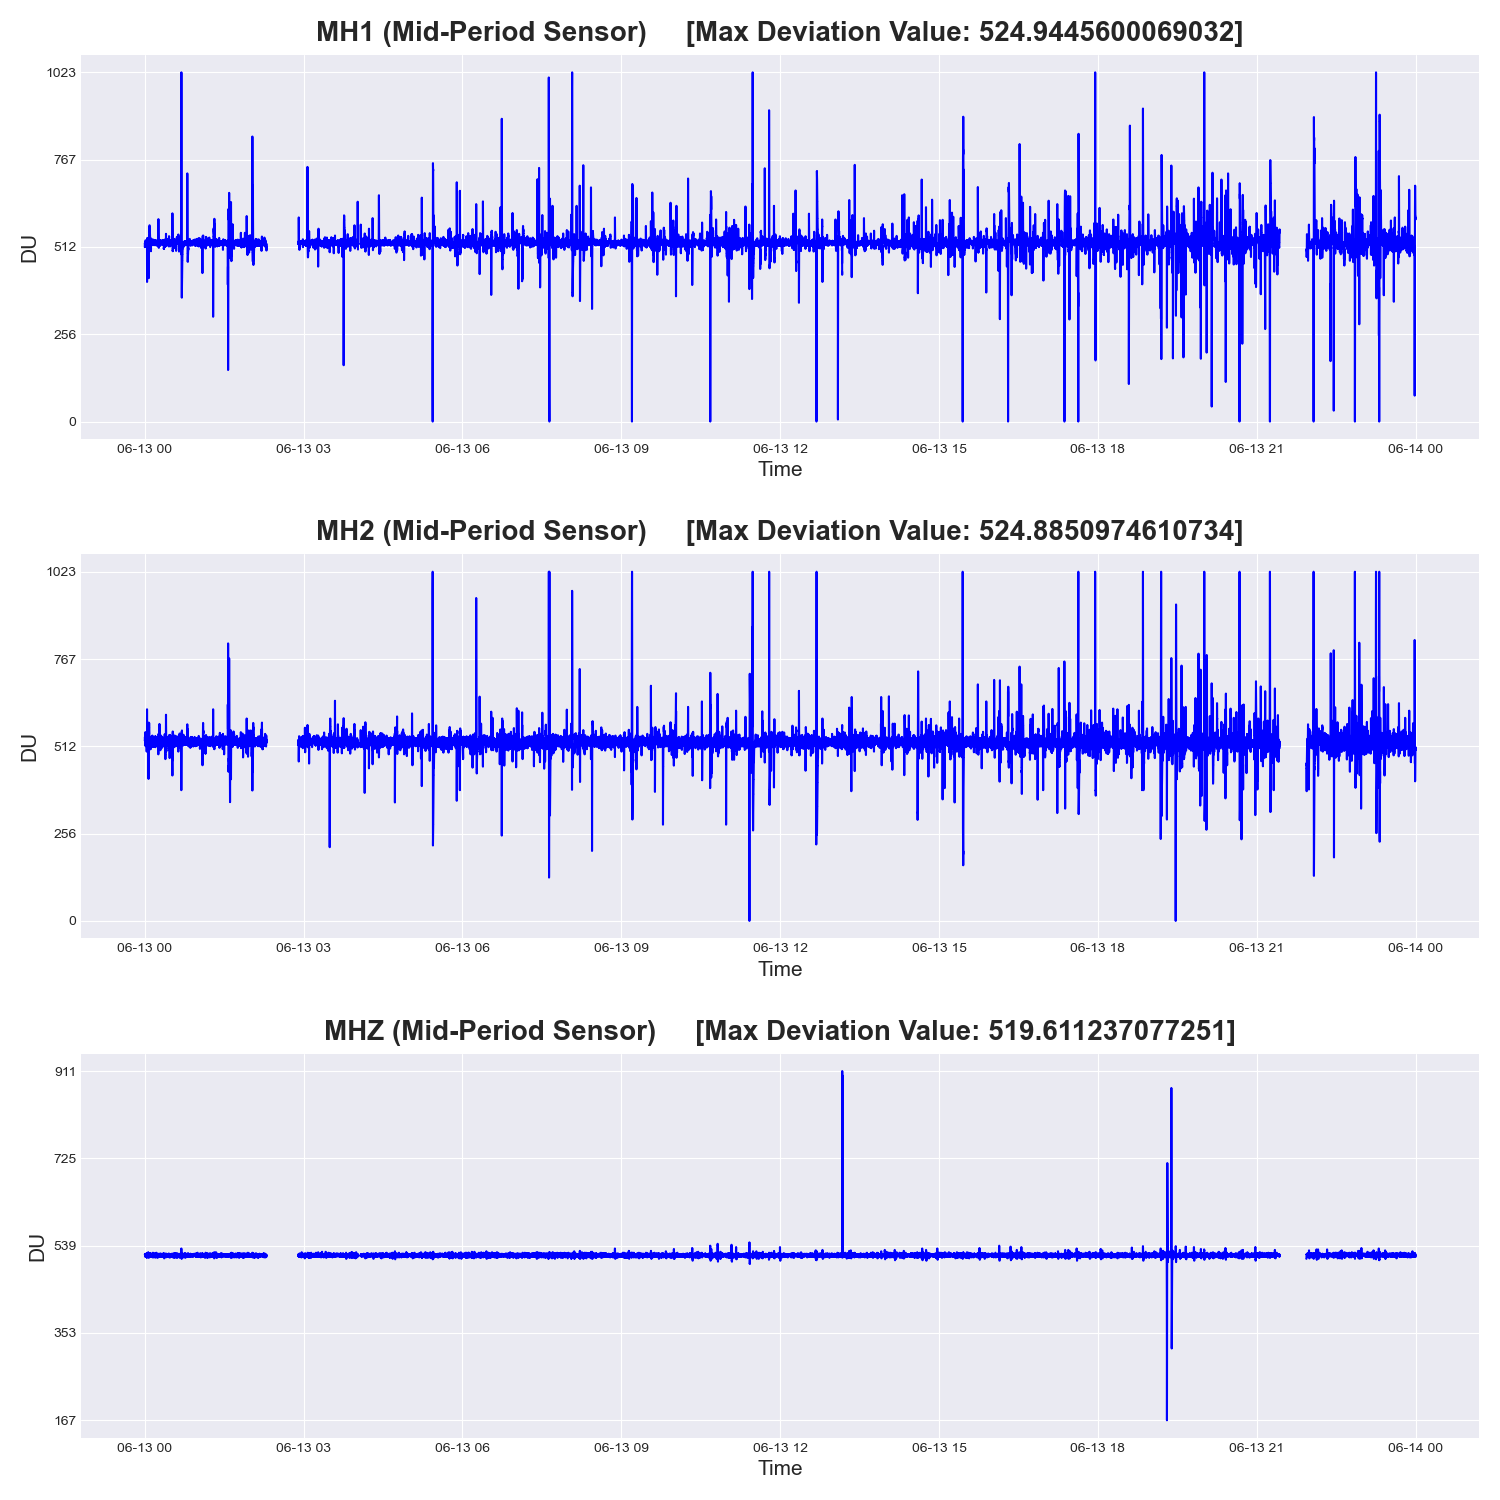 MH1 (Mid-Period Sensor) [Max Deviation Value: 524.9445600069032]
1023
767
512
256
0
DU
06-13 00 06-13 03 06-13 06 06-13 09 06-13 12 06-13 15 06-13 18 06-13 21 06-14 00
Time
MH2 (Mid-Period Sensor) [Max Deviation Value: 524.8850974610734]
1023
767
512
256
0
DU
06-13 00 06-13 03 06-13 06 06-13 09 06-13 12 06-13 15 06-13 18 06-13 21 06-14 00
Time
MHZ (Mid-Period Sensor) [Max Deviation Value: 519.611237077251]
911
725
539
353
167
DU
06-13 00 06-13 03 06-13 06 06-13 09 06-13 12 06-13 15 06-13 18 06-13 21 06-14 00
Time